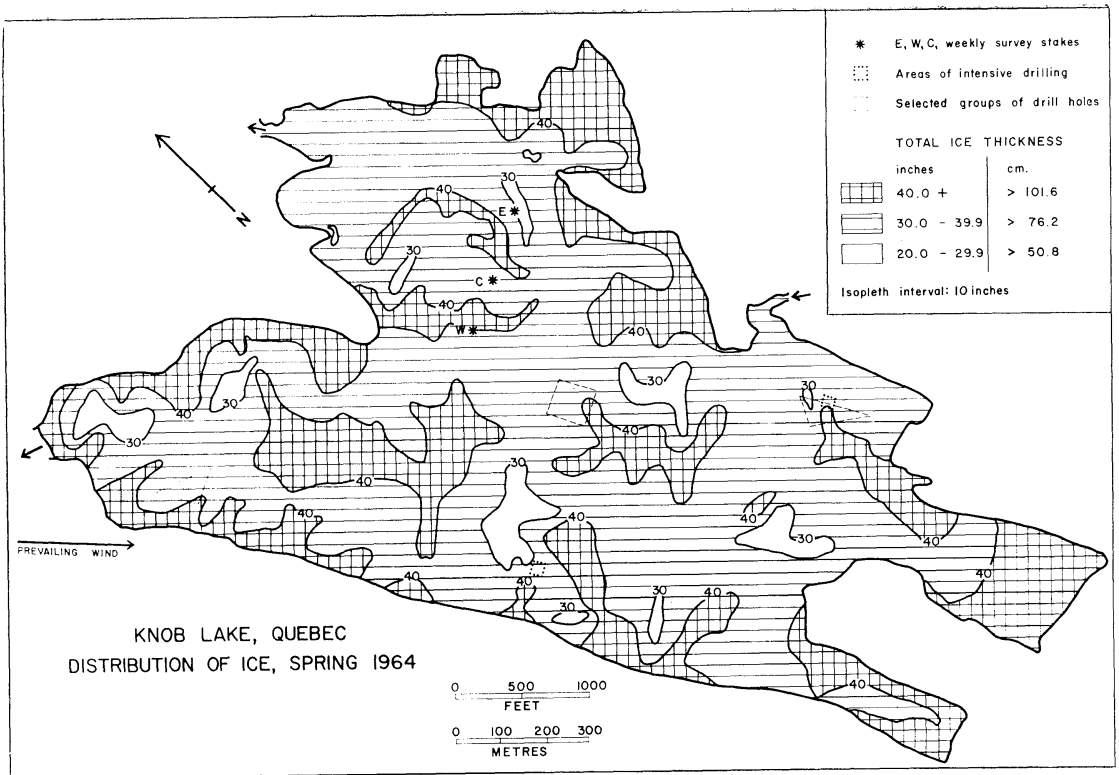 E, W, C, weekly survey stakes
Areas of intensive drilling
Selected groups of drill holes
TOTAL ICE THICKNESS
inches cm.
40.0 + > 101.6
30.0 - 39.9 > 76.2
20.0 - 29.9 > 50.8
Isopleth interval: 10 inches
N
40
30
40
E
30
C
40
W
40
30
30
40
30
40
30
30
40
40
30
40
40
30
40
40
40
40
30
30
40
40
PREVAILING WIND
KNOB LAKE, QUEBEC
DISTRIBUTION OF ICE, SPRING 1964
0 500 1000
FEET
0 100 200 300
METRES